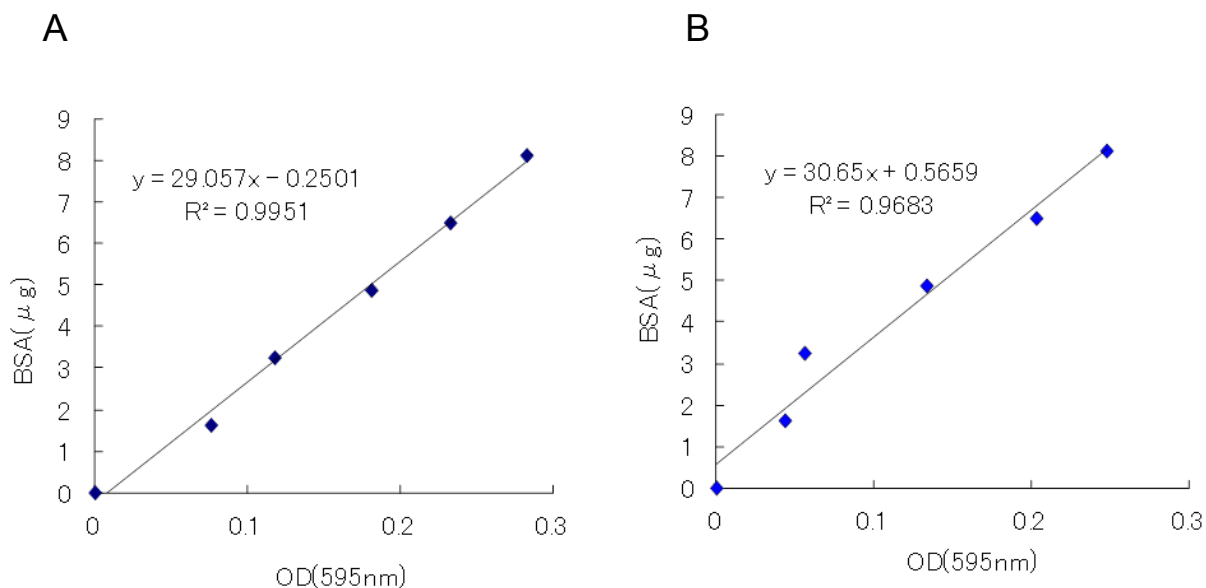 A
9
8
7
6
5
4
3
2
1
0
y = 29.057x − 0.2501
R² = 0.9951
BSA(μg)
0
0.1
0.2
0.3
OD(595nm)
B
9
8
7
6
5
4
3
2
1
0
y = 30.65x + 0.5659
R² = 0.9683
BSA(μg)
0
0.1
0.2
0.3
OD(595nm)